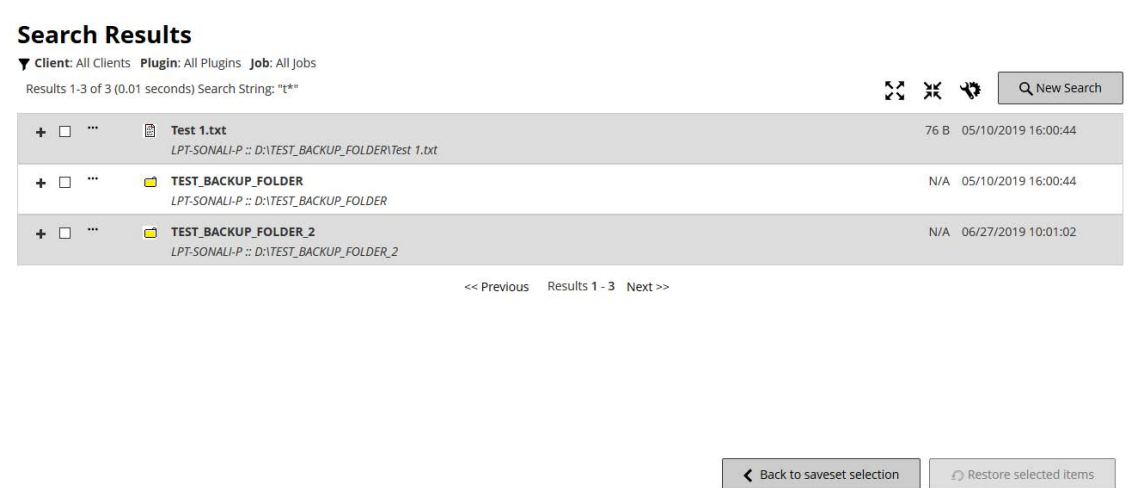 Search Results
Client: All Clients Plugin: All Plugins Job: All Jobs
Results 1-3 of 3 (0.01 seconds) Search String: "t*"
New Search
Test 1.txt 76 B 05/10/2019 16:00:44
LPT-SONALI-P :: D:\TEST_BACKUP_FOLDER\Test 1.txt
TEST_BACKUP_FOLDER N/A 05/10/2019 16:00:44
LPT-SONALI-P :: D:\TEST_BACKUP_FOLDER
TEST_BACKUP_FOLDER_2 N/A 06/27/2019 10:01:02
LPT-SONALI-P :: D:\TEST_BACKUP_FOLDER_2
<< Previous Results 1 - 3 Next >>
Back to saveset selection Restore selected items